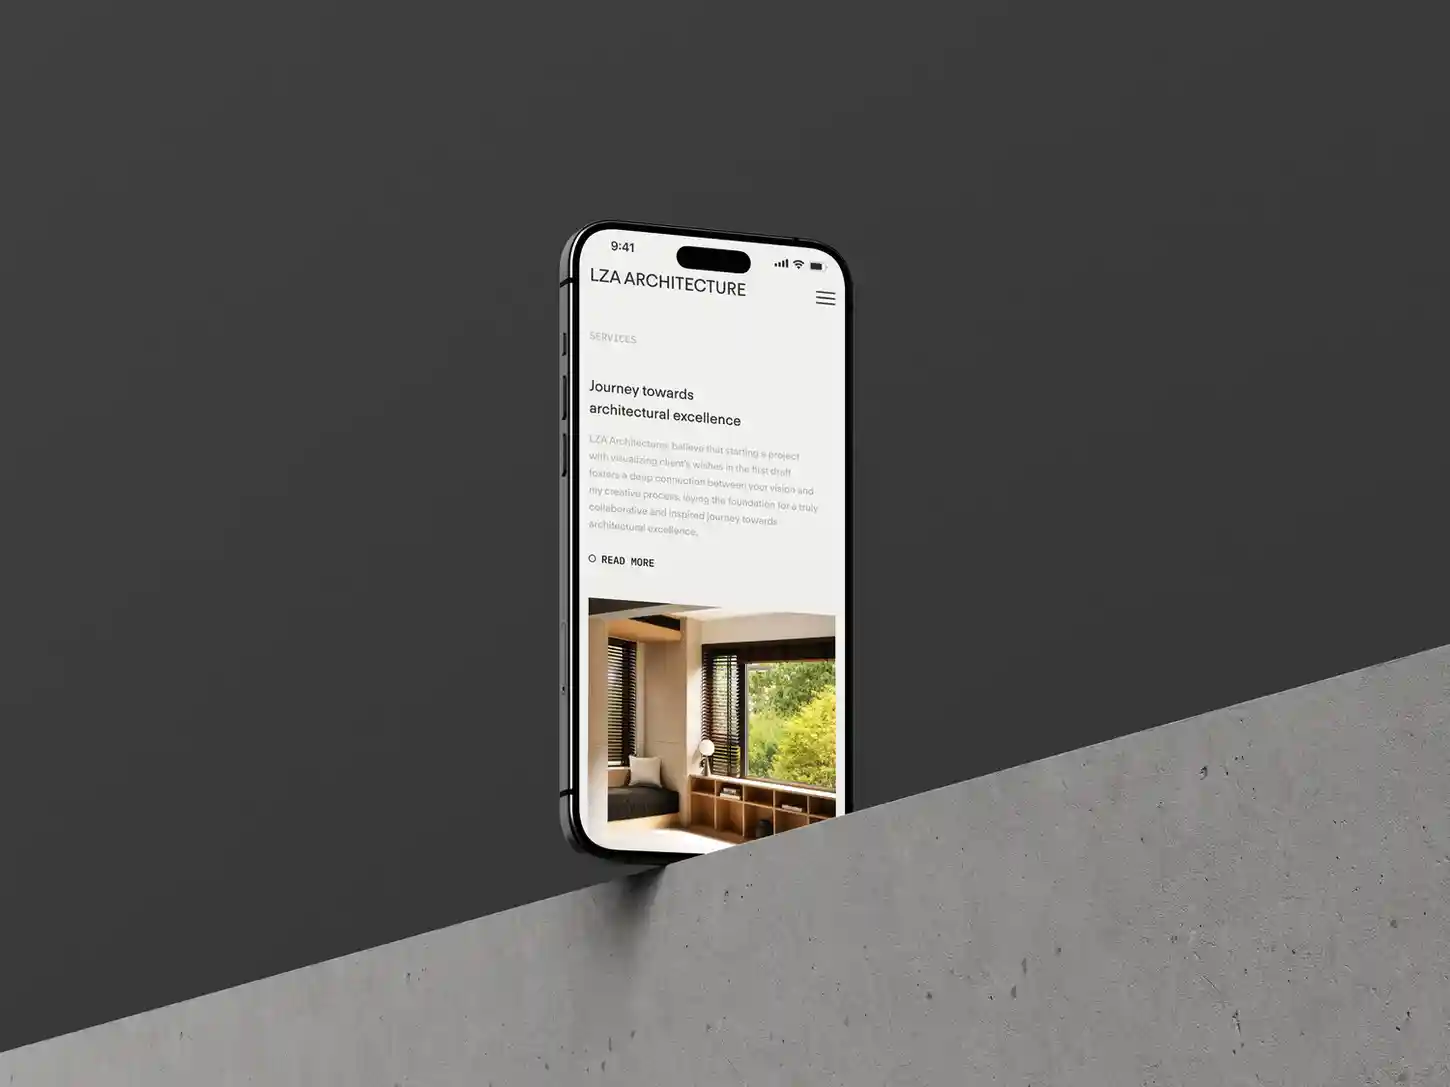 9:41
LZA ARCHITECTURE
SERVICES
Journey towards
architectural excellence
LZA Architectures believe that starting a project
with visualizing client's wishes in the first draft
fosters a deep connection between your vision and
my creative process, laying the foundation for a truly
collaborative and inspired journey towards
architectural excellence.
READ MORE